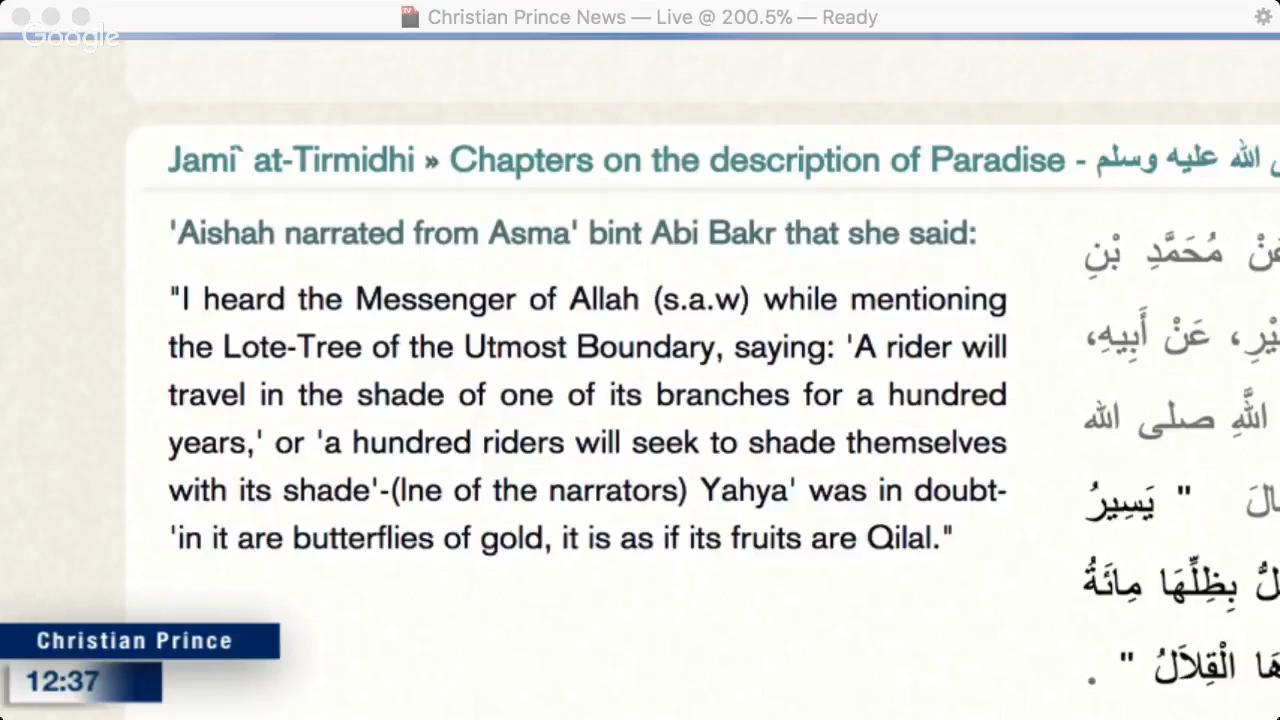 Christian Prince News — Live @ 200.5% — Ready
Google
Jami` at-Tirmidhi » Chapters on the description of Paradise - الله عليه وسلم
'Aishah narrated from Asma' bint Abi Bakr that she said:
"I heard the Messenger of Allah (s.a.w) while mentioning
the Lote-Tree of the Utmost Boundary, saying: 'A rider will
travel in the shade of one of its branches for a hundred
years,' or 'a hundred riders will seek to shade themselves
with its shade'-(Ine of the narrators) Yahya' was in doubt-
'in it are butterflies of gold, it is as if its fruits are Qilal."
عَنْ مُحَمَّدِ بْنِ
عَنْ أَبِيهِ،
اللَّهِ صلى الله
" يَسِيرُ
بِظِلِّهَا مِائَةُ
الْقِلاَلُ " .
Christian Prince
12:37